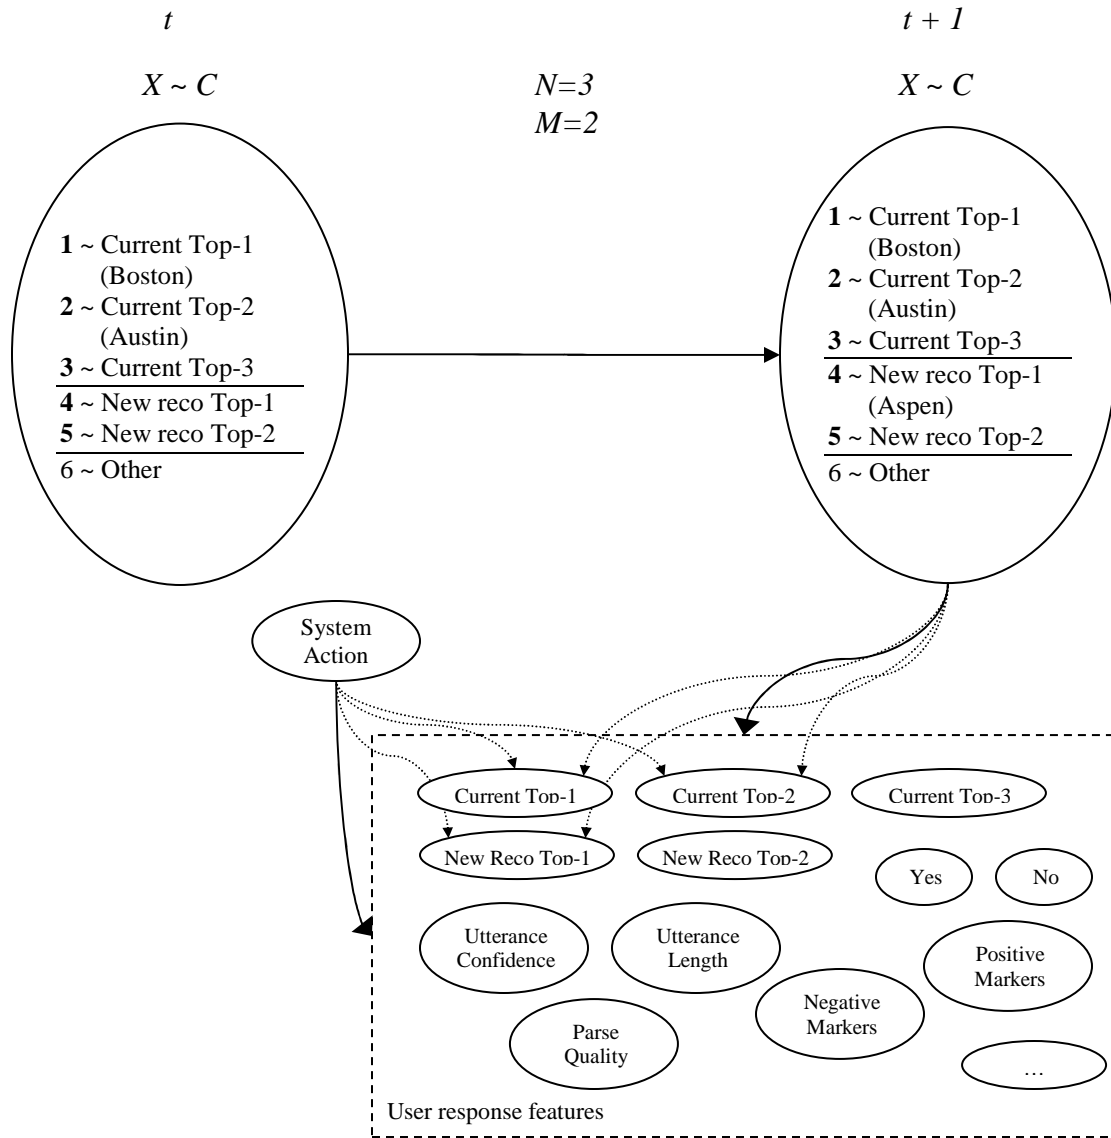 t
t + 1
X ~ C
N=3
X ~ C
M=2
1 ~ Current Top-1
(Boston)
2 ~ Current Top-2
(Austin)
3 ~ Current Top-3
4 ~ New reco Top-1
5 ~ New reco Top-2
6 ~ Other
1 ~ Current Top-1
(Boston)
2 ~ Current Top-2
(Austin)
3 ~ Current Top-3
4 ~ New reco Top-1
(Aspen)
5 ~ New reco Top-2
6 ~ Other
System
Action
Current Top-1
Current Top-2
Current Top-3
New Reco Top-1
New Reco Top-2
Yes
No
Utterance
Confidence
Utterance
Length
Positive
Markers
Negative
Markers
Parse
Quality
…
User response features